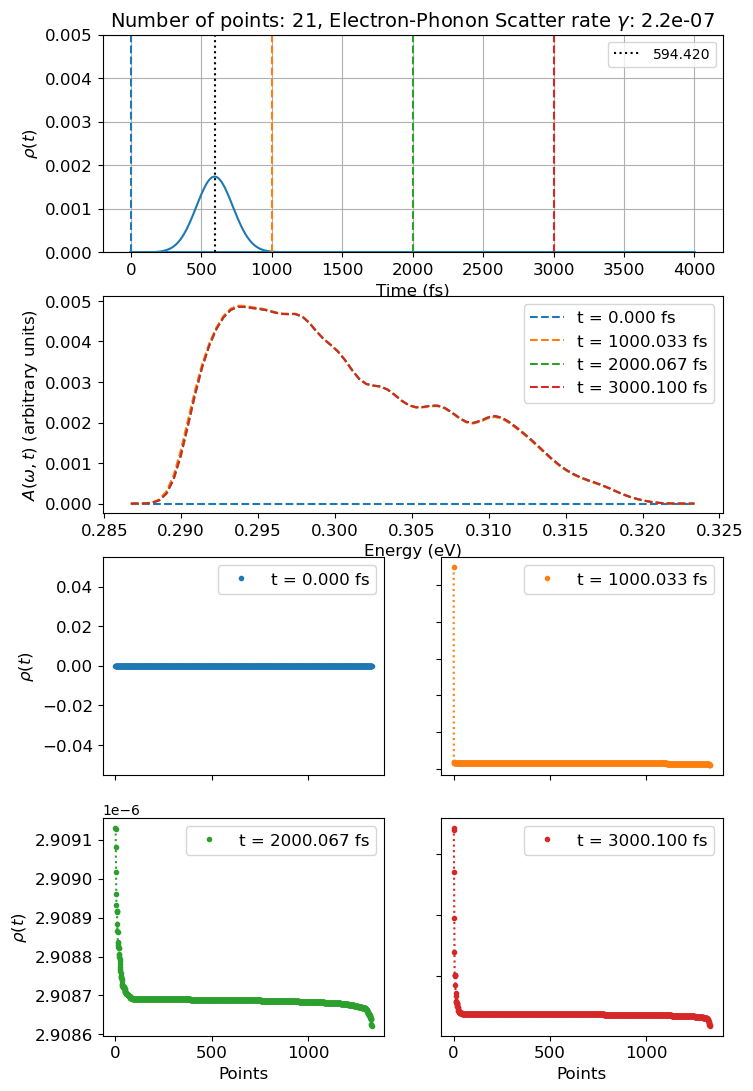 Number of points: 21, Electron-Phonon Scatter rate γ: 2.2e-07
0.005
0.004
0.003
0.002
0.001
0.000
ρ(t)
594.420
0 500 1000 1500 2000 2500 3000 3500 4000
Time (fs)
0.005
0.004
0.003
0.002
0.001
0.000
A(ω, t) (arbitrary units)
t = 0.000 fs
t = 1000.033 fs
t = 2000.067 fs
t = 3000.100 fs
0.285 0.290 0.295 0.300 0.305 0.310 0.315 0.320 0.325
Energy (eV)
0.04
0.02
0.00
−0.02
−0.04
ρ(t)
t = 0.000 fs
t = 1000.033 fs
1e−6
2.9091
2.9090
2.9089
2.9088
2.9087
2.9086
ρ(t)
t = 2000.067 fs
0 500 1000
Points
t = 3000.100 fs
0 500 1000
Points